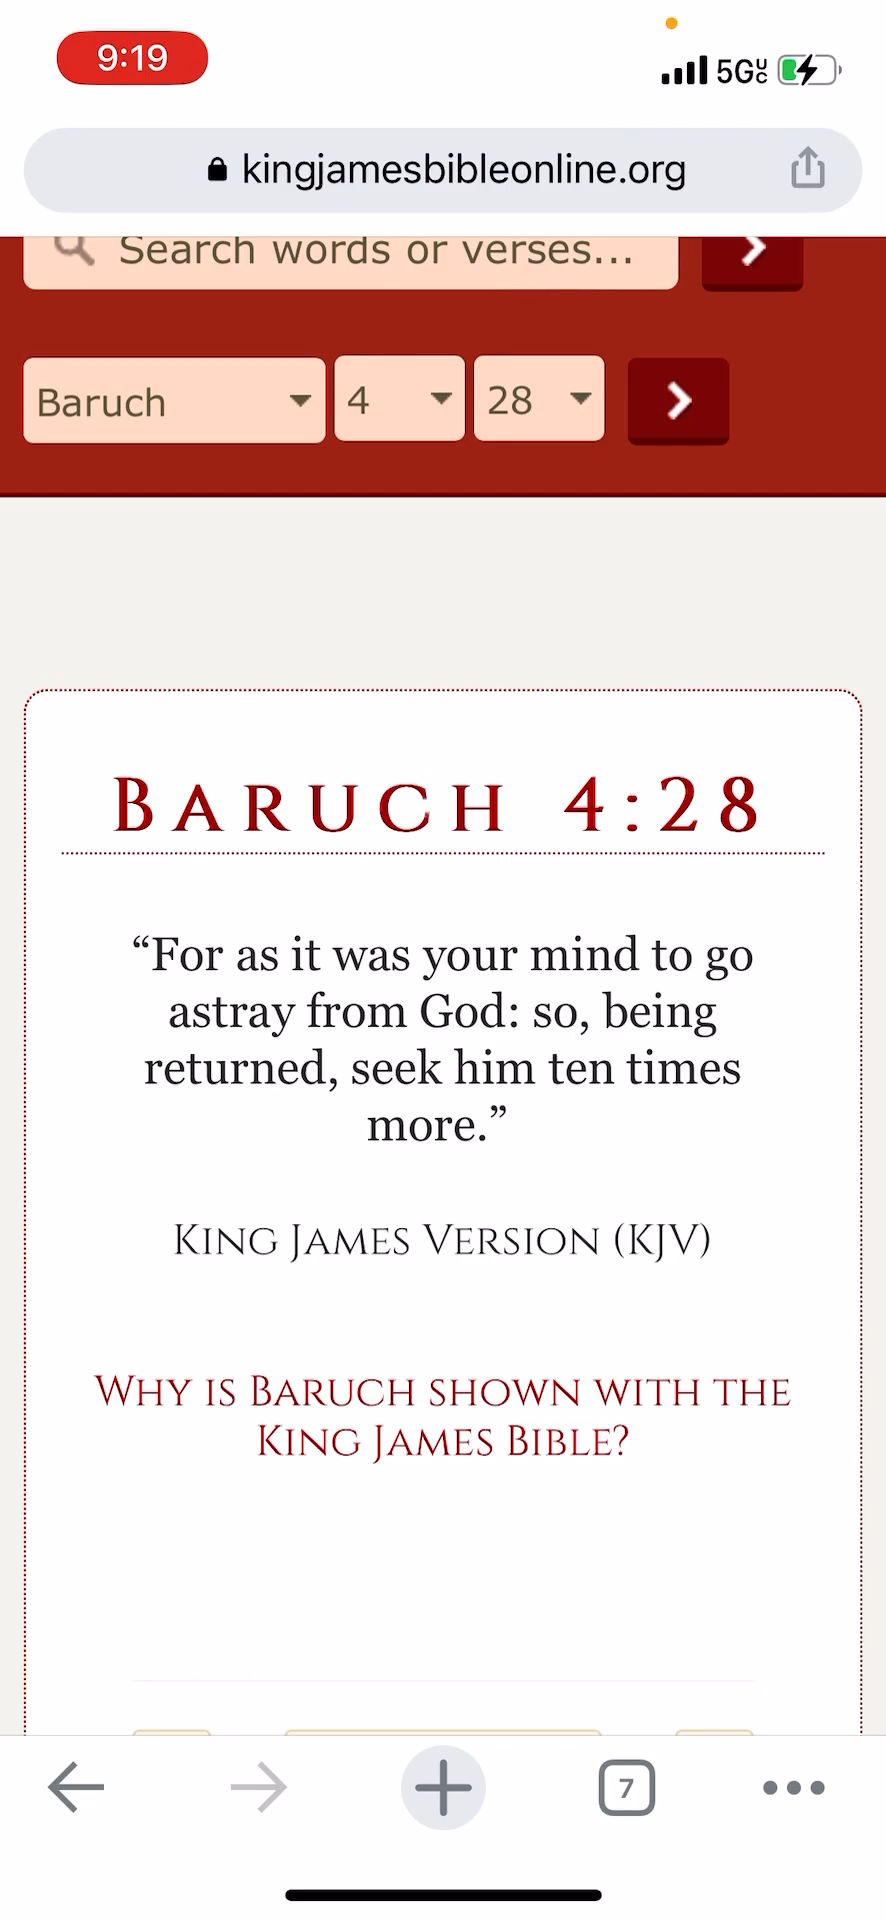 9:19
5G UC
kingjamesbibleonline.org
Search words or verses...
Baruch 4 28
BARUCH 4:28
“For as it was your mind to go
astray from God: so, being
returned, seek him ten times
more.”
KING JAMES VERSION (KJV)
WHY IS BARUCH SHOWN WITH THE
KING JAMES BIBLE?
7